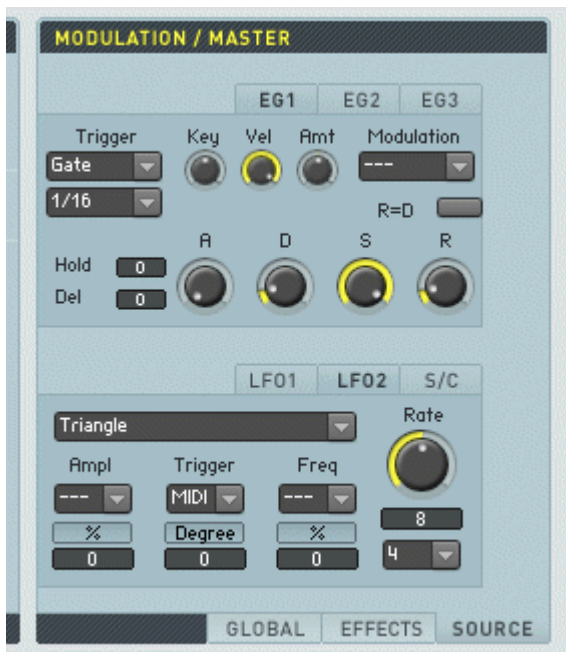 MODULATION / MASTER
EG1 EG2 EG3
Trigger Key Vel Amt Modulation
Gate ---
1/16
R=D
A D S R
Hold 0
Del 0
LFO1 LFO2 S/C
Triangle Rate
Ampl Trigger Freq
--- MIDI ---
8
% Degree %
0 0 0 4
GLOBAL EFFECTS SOURCE